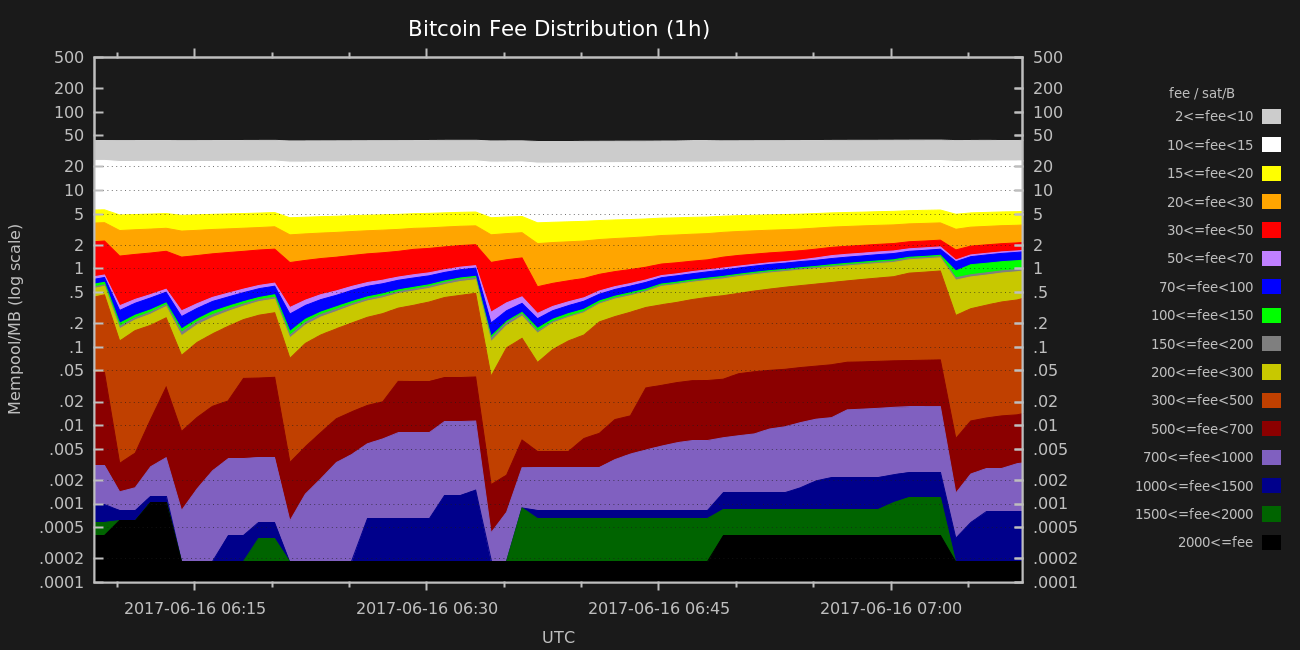 Bitcoin Fee Distribution (1h)
500 500
200 200
100 100
50 50
20 20
10 10
5 5
2 2
1 1
.5 .5
.2 .2
.1 .1
.05 .05
.02 .02
.01 .01
.005 .005
.002 .002
.001 .001
.0005 .0005
.0002 .0002
.0001 .0001
Mempool/MB (log scale)
2017-06-16 06:15 2017-06-16 06:30 2017-06-16 06:45 2017-06-16 07:00
UTC
fee / sat/B
2<=fee<10
10<=fee<15
15<=fee<20
20<=fee<30
30<=fee<50
50<=fee<70
70<=fee<100
100<=fee<150
150<=fee<200
200<=fee<300
300<=fee<500
500<=fee<700
700<=fee<1000
1000<=fee<1500
1500<=fee<2000
2000<=fee